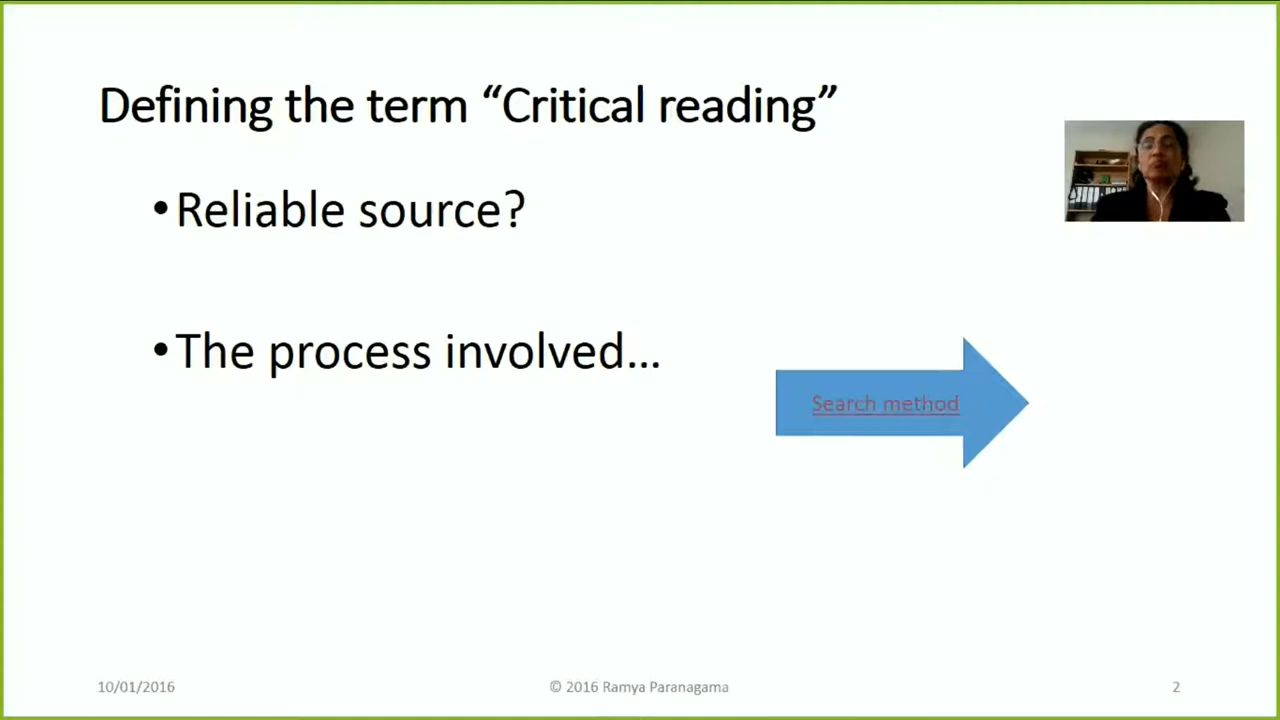 Defining the term “Critical reading”
•Reliable source?
•The process involved...
Search method
10/01/2016
© 2016 Ramya Paranagama
2